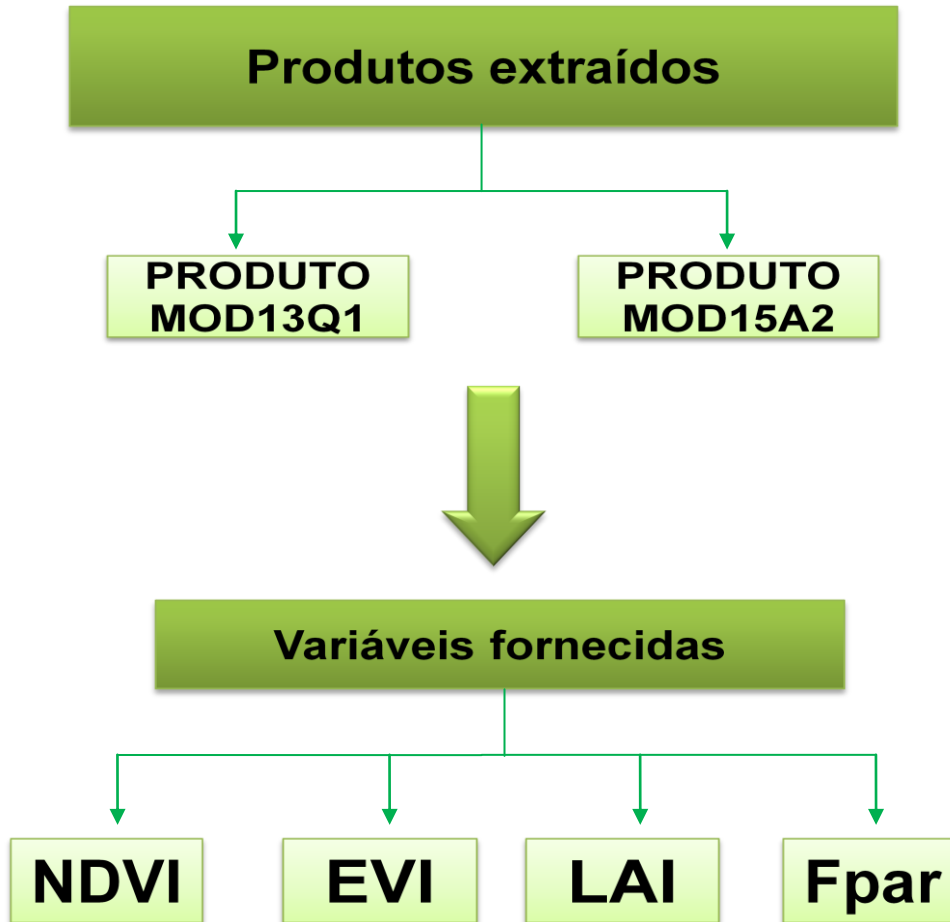 Produtos extraídos
PRODUTO PRODUTO
MOD13Q1 MOD15A2
Variáveis fornecidas
NDVI EVI LAI Fpar